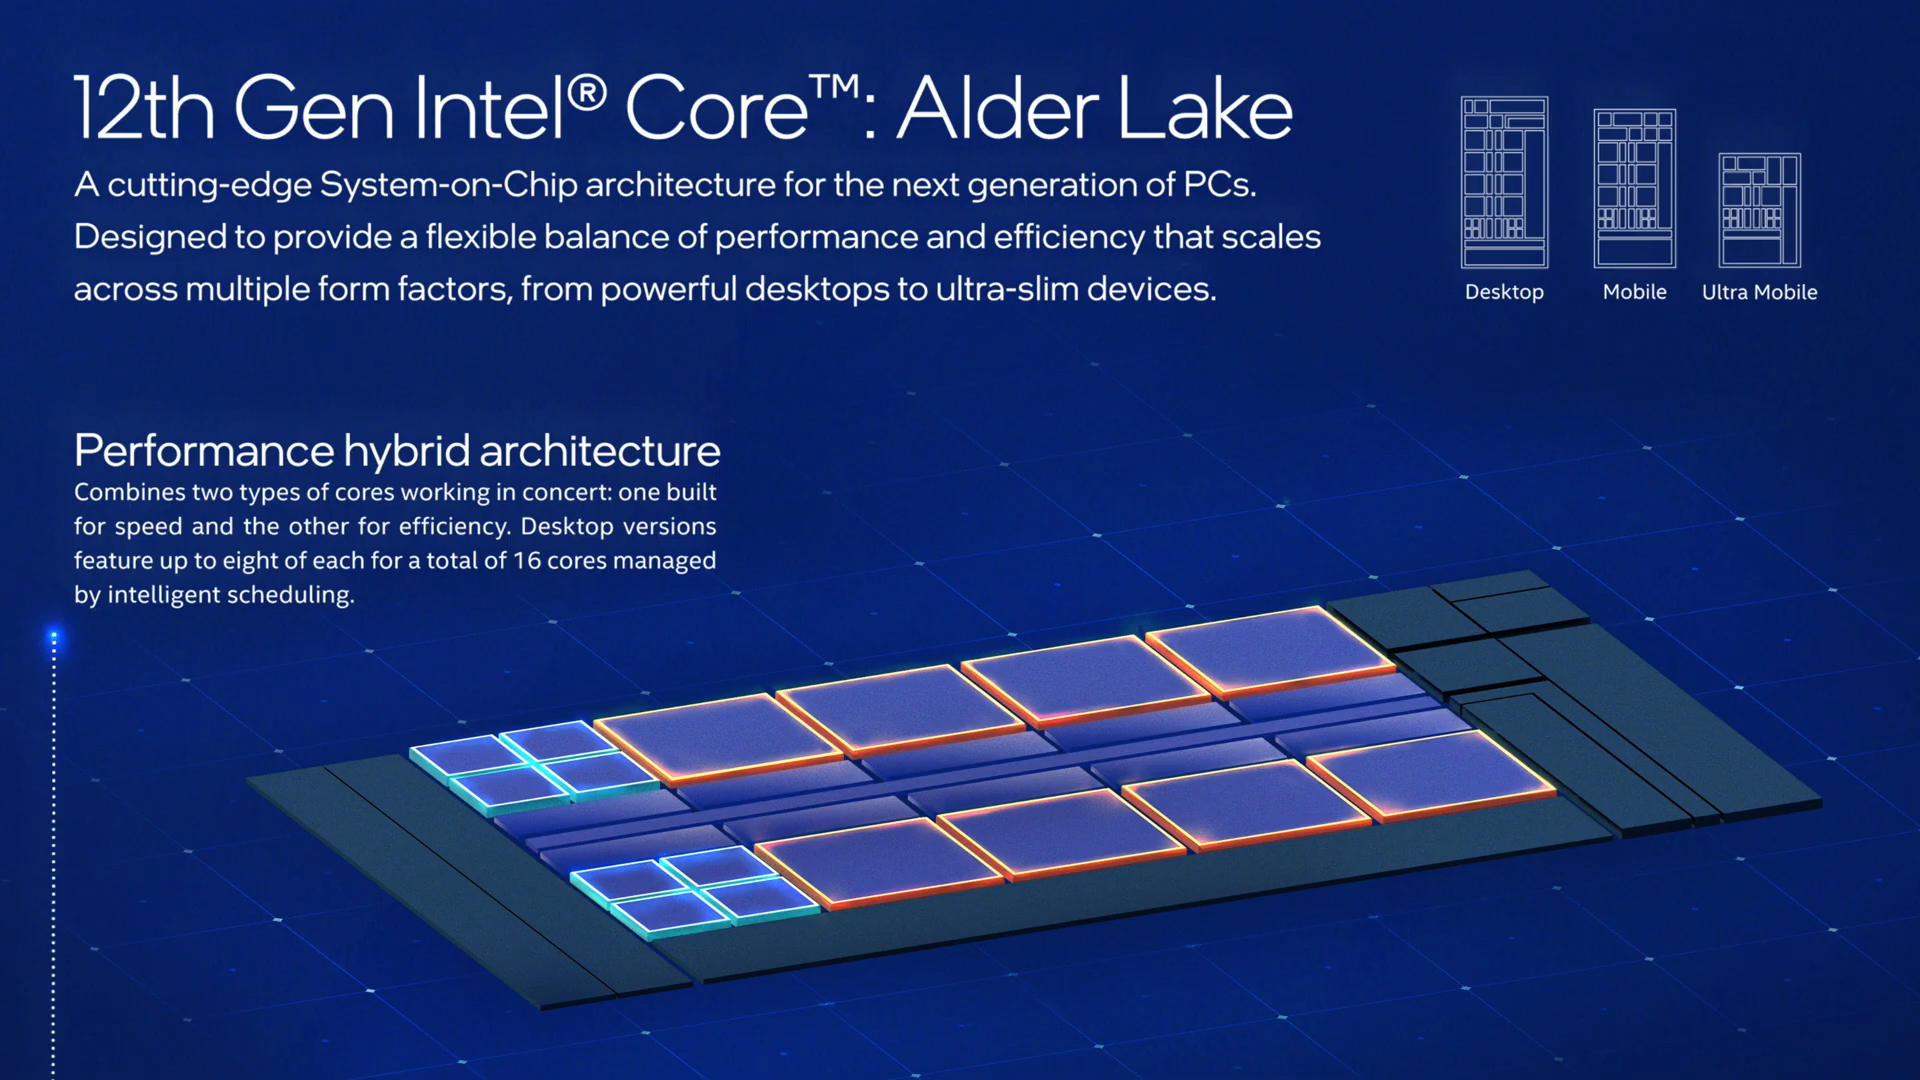 12th Gen Intel® Core™: Alder Lake
A cutting-edge System-on-Chip architecture for the next generation of PCs.
Designed to provide a flexible balance of performance and efficiency that scales
across multiple form factors, from powerful desktops to ultra-slim devices.
Desktop
Mobile
Ultra Mobile
Performance hybrid architecture
Combines two types of cores working in concert: one built
for speed and the other for efficiency. Desktop versions
feature up to eight of each for a total of 16 cores managed
by intelligent scheduling.